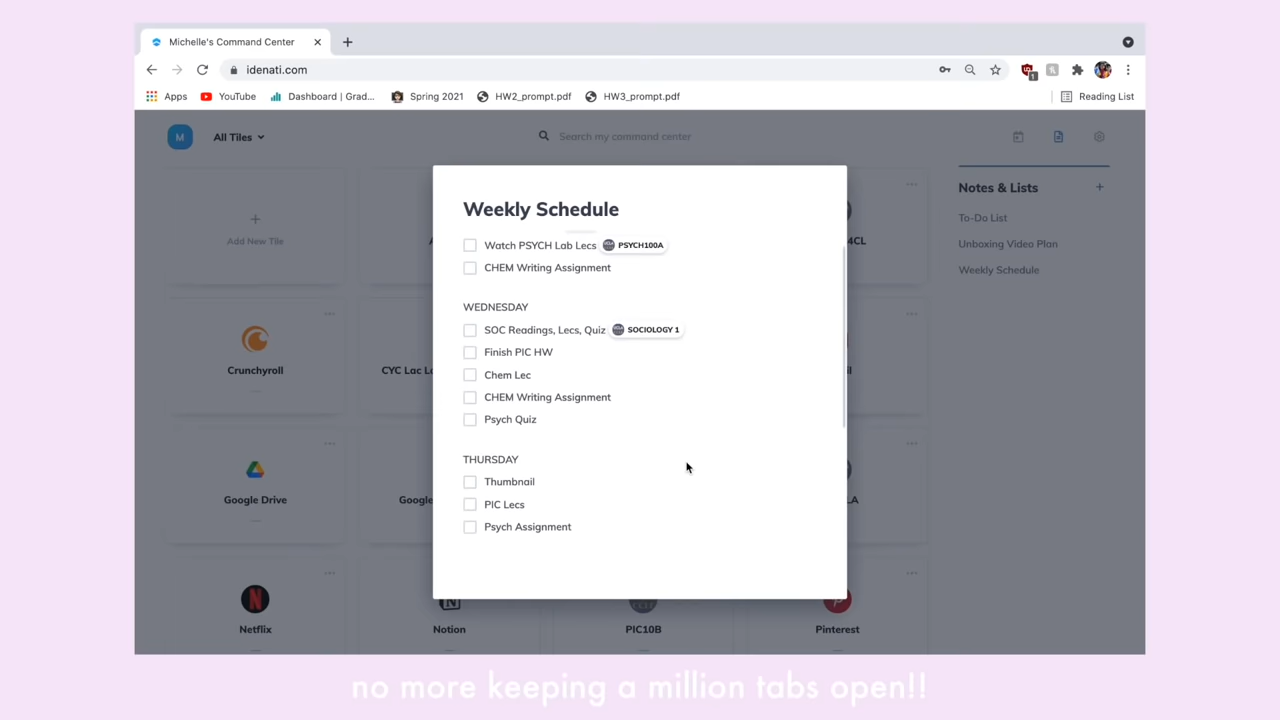 Michelle's Command Center
idenati.com
1
Apps
YouTube
Dashboard | Grad...
Spring 2021
HW2_prompt.pdf
HW3_prompt.pdf
Reading List
M
All Tiles
Search my command center
Weekly Schedule
Watch PSYCH Lab Lecs PSYCH100A
CHEM Writing Assignment
WEDNESDAY
SOC Readings, Lecs, Quiz SOCIOLOGY 1
Finish PIC HW
Chem Lec
CHEM Writing Assignment
Psych Quiz
THURSDAY
Thumbnail
PIC Lecs
Psych Assignment
Notes & Lists
To-Do List
Unboxing Video Plan
Weekly Schedule
Add New Tile
A
4CL
Crunchyroll
CYC Lac L
il
Google Drive
Goog
LA
Netflix
Notion
PIC10B
Pinterest
no more keeping a million tabs open!!